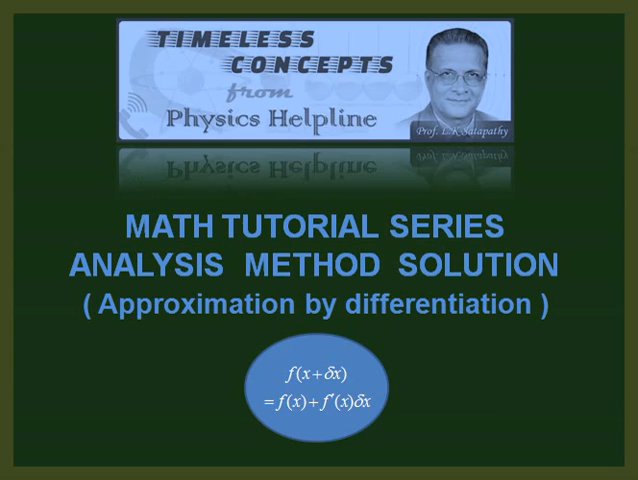 TIMELESS
CONCEPTS
from
Physics Helpline
Prof. L. K Satapathy
MATH TUTORIAL SERIES
ANALYSIS METHOD SOLUTION
( Approximation by differentiation )
f(x+δx)
=f(x)+f′(x)δx